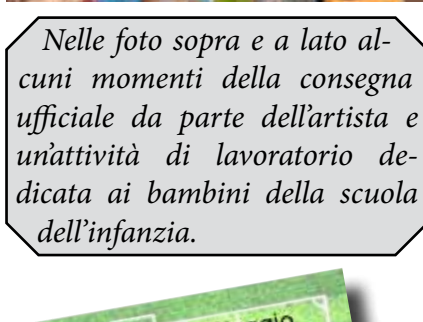 Nelle foto sopra e a lato al-
cuni momenti della consegna
ufficiale da parte dell'artista e
un'attività di lavoratorio de-
dicata ai bambini della scuola
dell'infanzia.